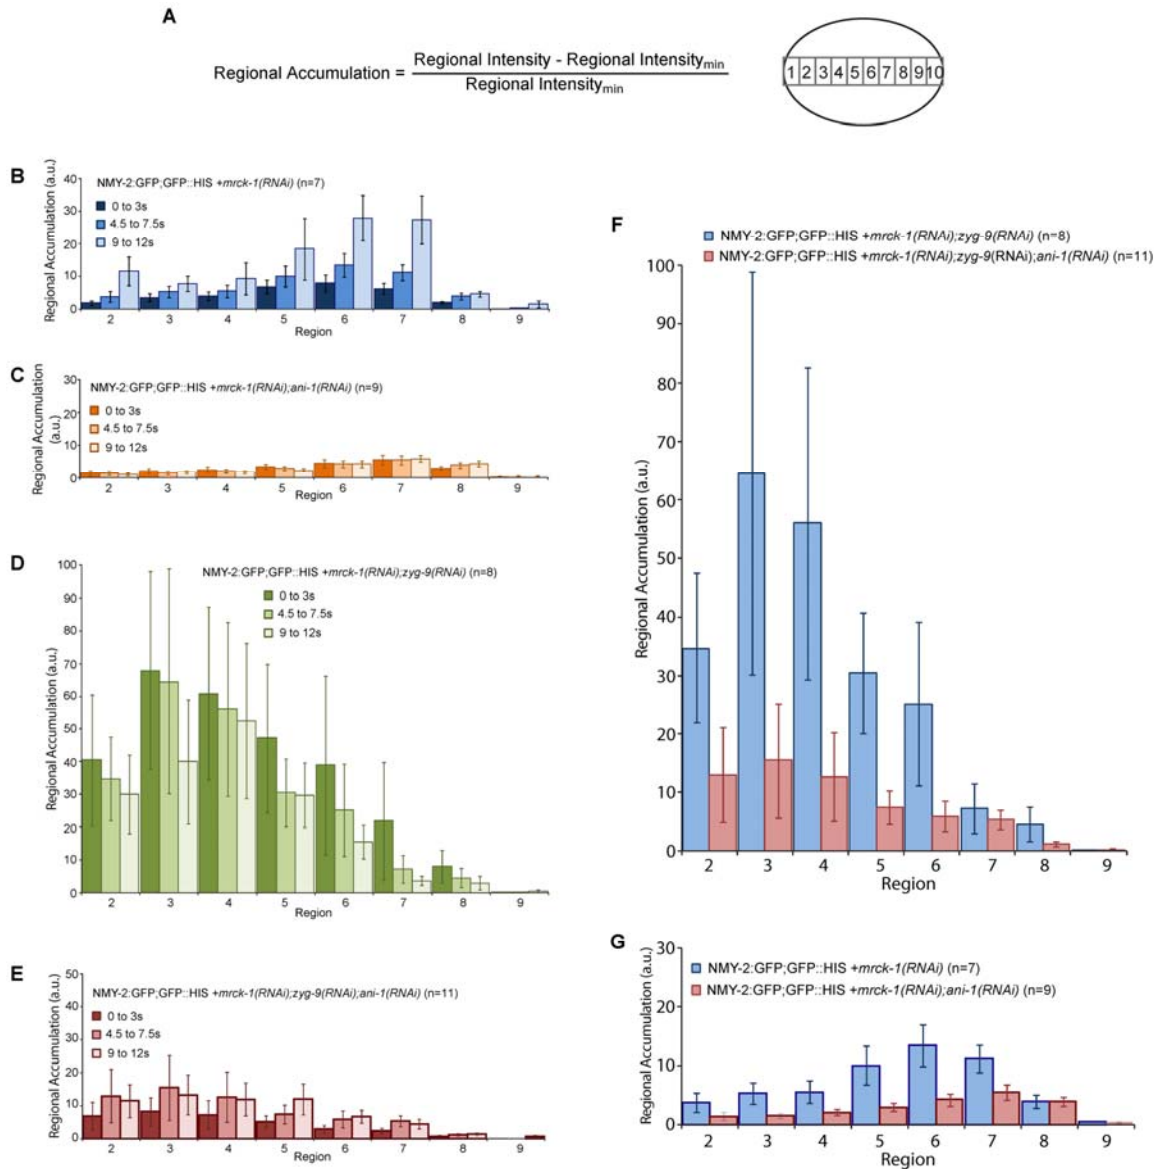 A
Regional Accumulation = Regional Intensity - Regional Intensitymin
Regional Intensitymin
1 2 3 4 5 6 7 8 9 10
B
Regional Accumulation (a.u.)
NMY-2:GFP;GFP::HIS +mrck-1(RNAi) (n=7)
0 to 3s
4.5 to 7.5s
9 to 12s
40
30
20
10
0
2 3 4 5 6 7 8 9
Region
C
Regional Accumulation
(a.u.)
NMY-2:GFP;GFP::HIS +mrck-1(RNAi);ani-1(RNAi) (n=9)
0 to 3s
4.5 to 7.5s
9 to 12s
30
20
10
0
2 3 4 5 6 7 8 9
Region
D
Regional Accumulation (a.u.)
NMY-2:GFP;GFP::HIS +mrck-1(RNAi);zyg-9(RNAi) (n=8)
0 to 3s
4.5 to 7.5s
9 to 12s
100
90
80
70
60
50
40
30
20
10
0
2 3 4 5 6 7 8 9
Region
E
Regional Accumulation (a.u.)
NMY-2:GFP;GFP::HIS +mrck-1(RNAi);zyg-9(RNAi);ani-1(RNAi) (n=11)
0 to 3s
4.5 to 7.5s
9 to 12s
50
40
30
20
10
0
2 3 4 5 6 7 8 9
Region
F
NMY-2:GFP;GFP::HIS +mrck-1(RNAi);zyg-9(RNAi) (n=8)
NMY-2:GFP;GFP::HIS +mrck-1(RNAi);zyg-9(RNAi);ani-1(RNAi) (n=11)
Regional Accumulation (a.u.)
100
90
80
70
60
50
40
30
20
10
0
2 3 4 5 6 7 8 9
Region
G
Regional Accumulation (a.u.)
NMY-2:GFP;GFP::HIS +mrck-1(RNAi) (n=7)
NMY-2:GFP;GFP::HIS +mrck-1(RNAi);ani-1(RNAi) (n=9)
30
20
10
0
2 3 4 5 6 7 8 9
Region